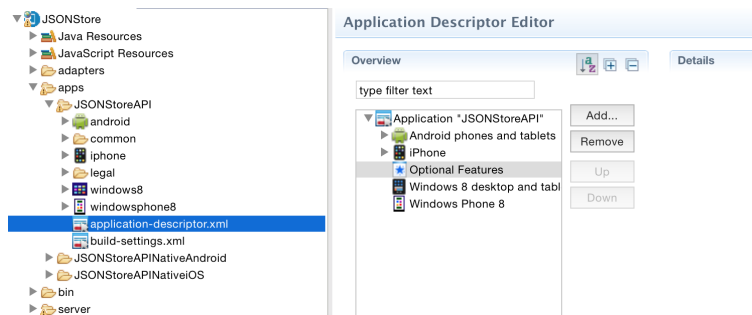 JSONStore
Java Resources
JavaScript Resources
adapters
apps
JSONStoreAPI
android
common
iphone
legal
windows8
windowsphone8
application-descriptor.xml
build-settings.xml
JSONStoreAPINativeAndroid
JSONStoreAPINativeiOS
bin
server
Application Descriptor Editor
Overview
type filter text
Application "JSONStoreAPI"
Android phones and tablets
iPhone
Optional Features
Windows 8 desktop and tabl
Windows Phone 8
Add...
Remove
Up
Down
Details